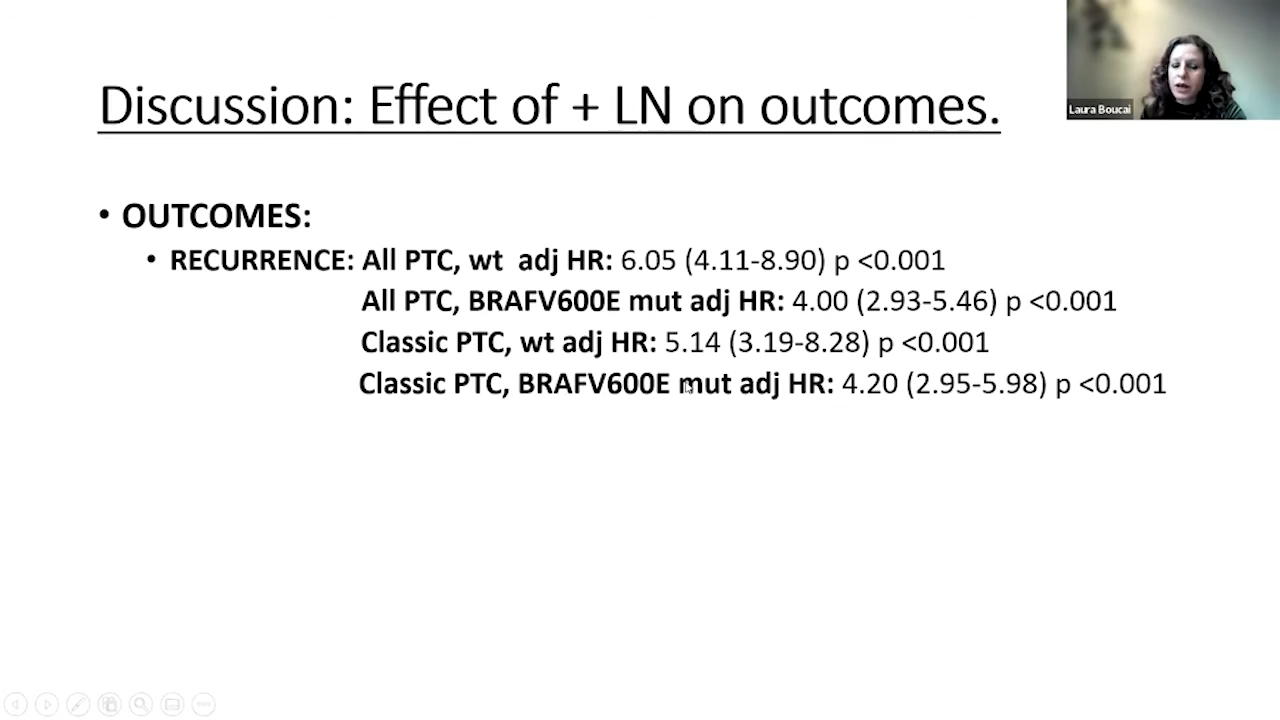 Discussion: Effect of + LN on outcomes.
Laura Boucai
• OUTCOMES:
• RECURRENCE: All PTC, wt adj HR: 6.05 (4.11-8.90) p <0.001
All PTC, BRAFV600E mut adj HR: 4.00 (2.93-5.46) p <0.001
Classic PTC, wt adj HR: 5.14 (3.19-8.28) p <0.001
Classic PTC, BRAFV600E mut adj HR: 4.20 (2.95-5.98) p <0.001